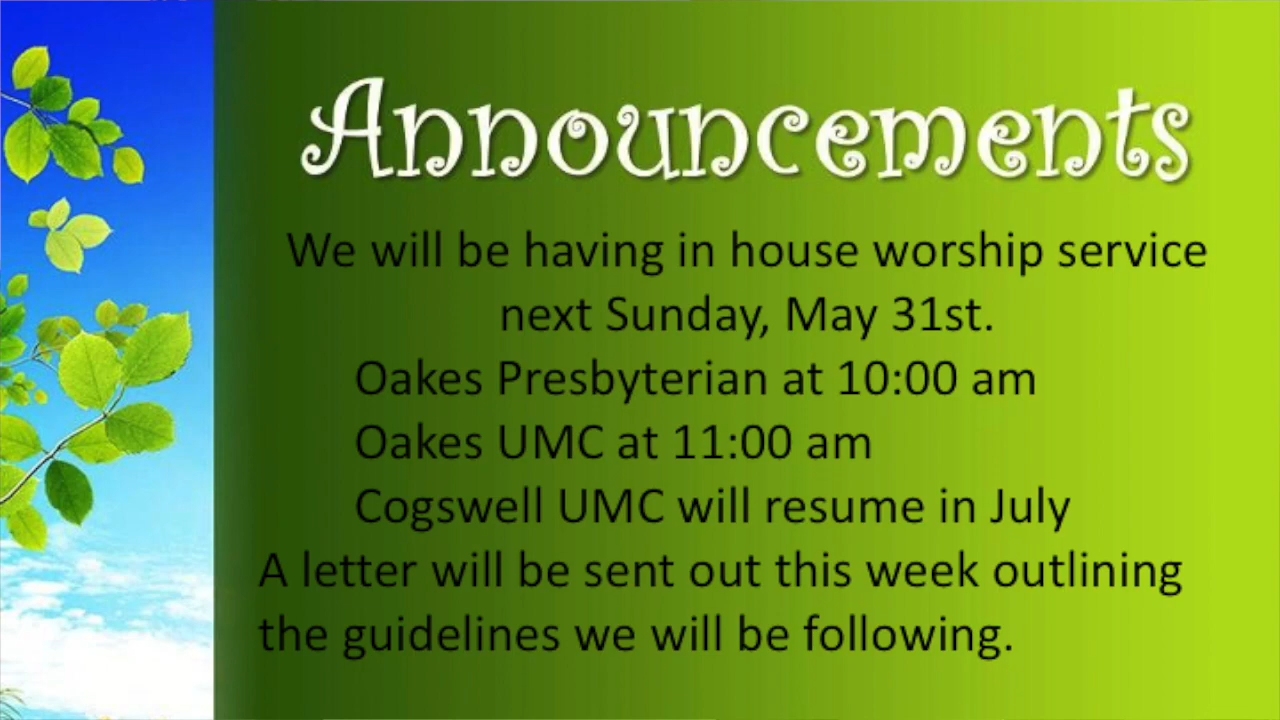 Announcements
We will be having in house worship service
next Sunday, May 31st.
Oakes Presbyterian at 10:00 am
Oakes UMC at 11:00 am
Cogswell UMC will resume in July
A letter will be sent out this week outlining
the guidelines we will be following.